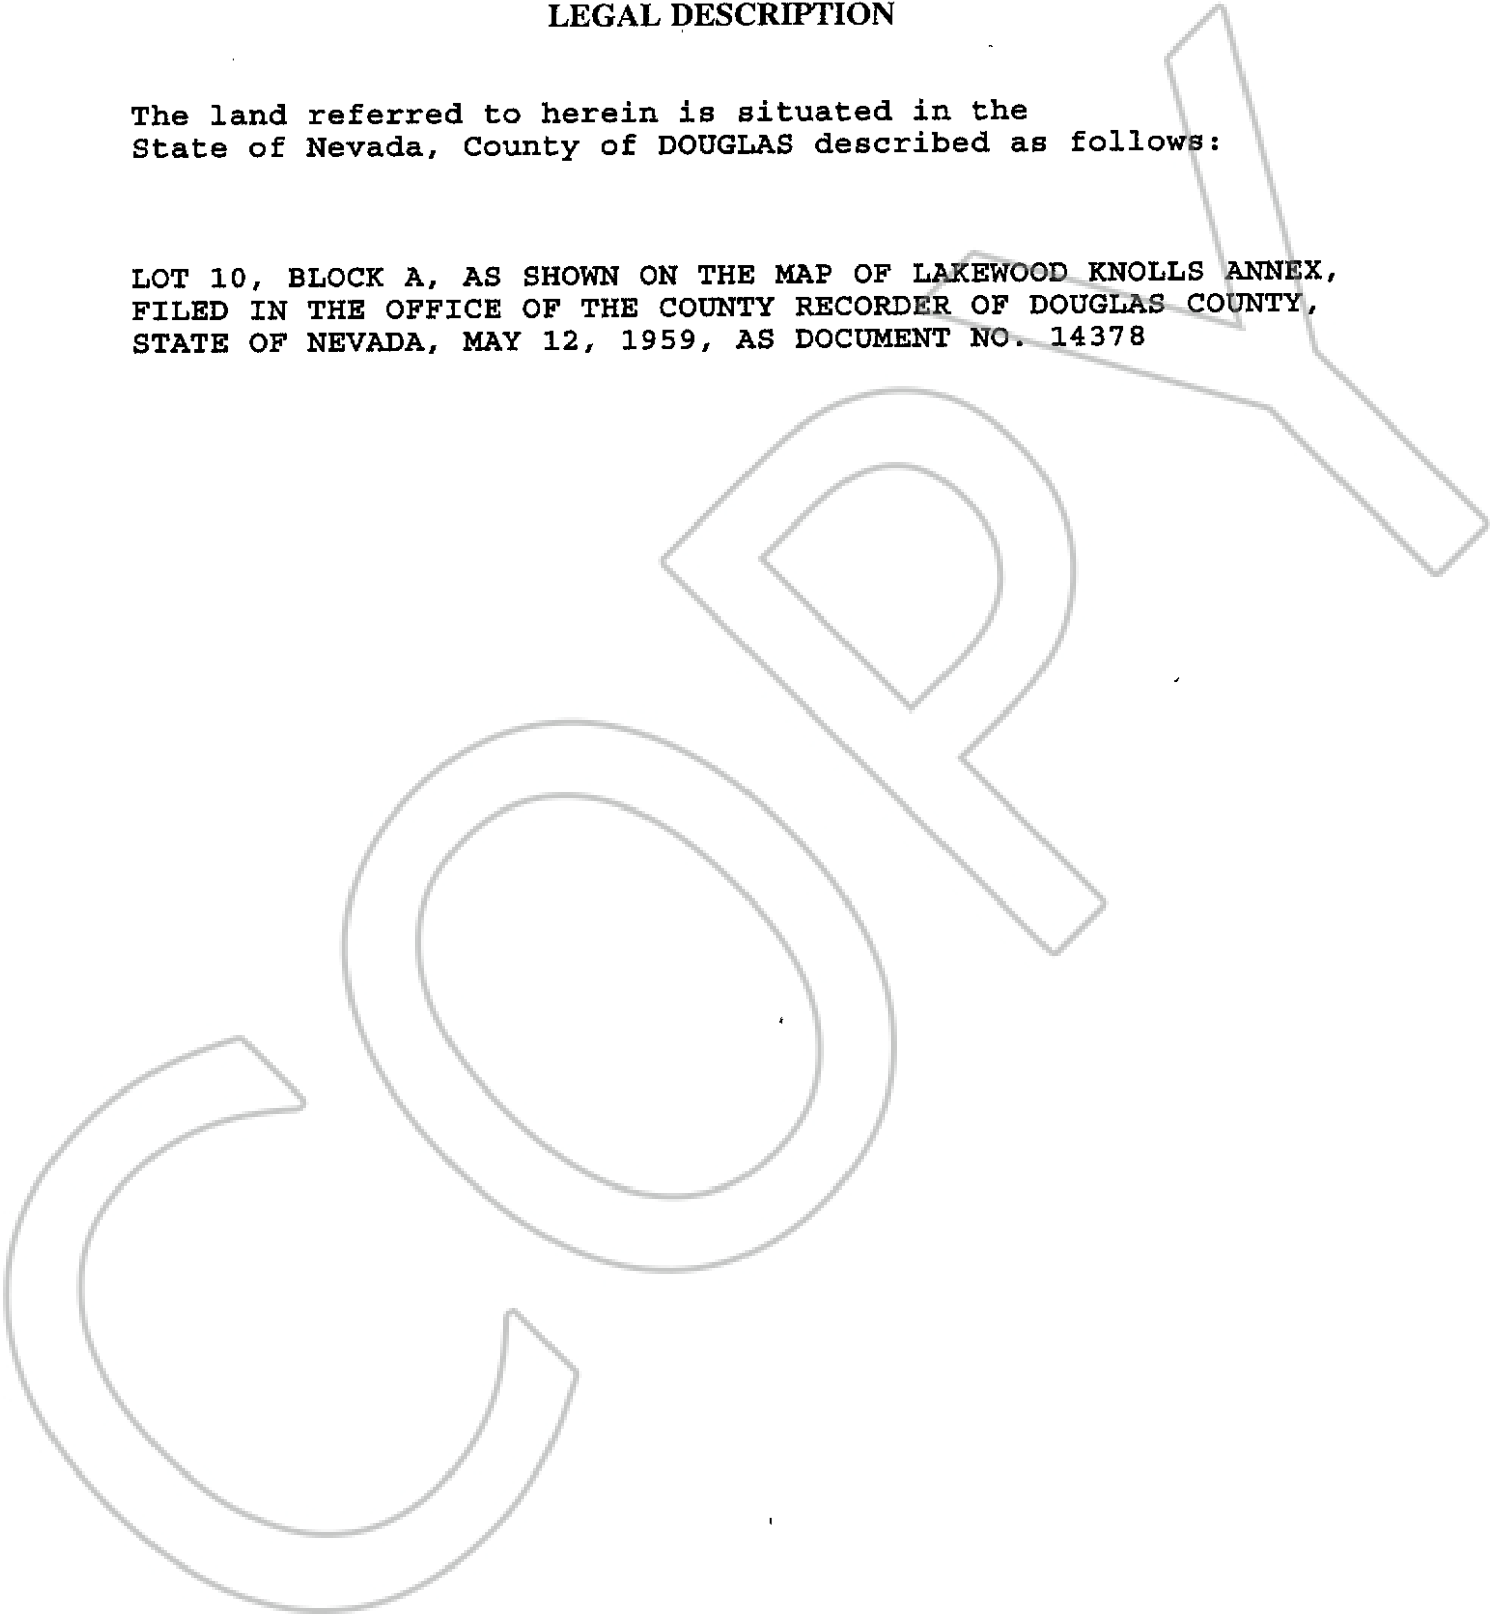 LEGAL DESCRIPTION
The land referred to herein is situated in the
State of Nevada, County of DOUGLAS described as follows:
LOT 10, BLOCK A, AS SHOWN ON THE MAP OF LAKEWOOD KNOLLS ANNEX,
FILED IN THE OFFICE OF THE COUNTY RECORDER OF DOUGLAS COUNTY,
STATE OF NEVADA, MAY 12, 1959, AS DOCUMENT NO. 14378
COPY